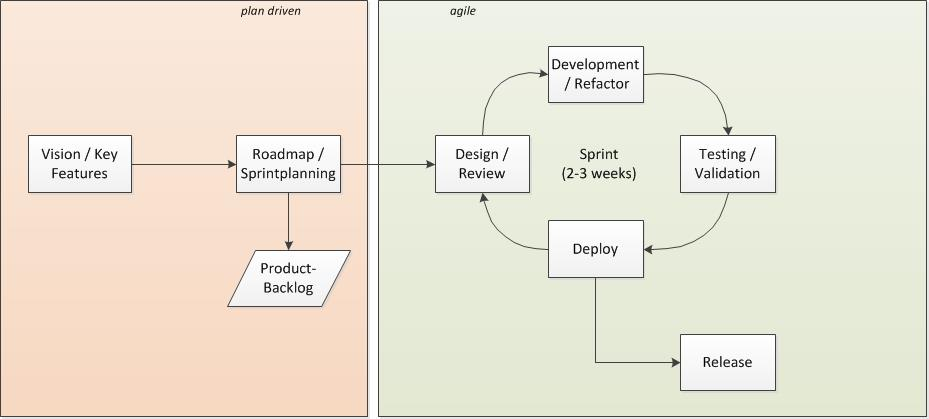 plan driven
agile
Vision / Key
Features
Roadmap /
Sprintplanning
Product-
Backlog
Design /
Review
Development
/ Refactor
Sprint
(2-3 weeks)
Testing /
Validation
Deploy
Release